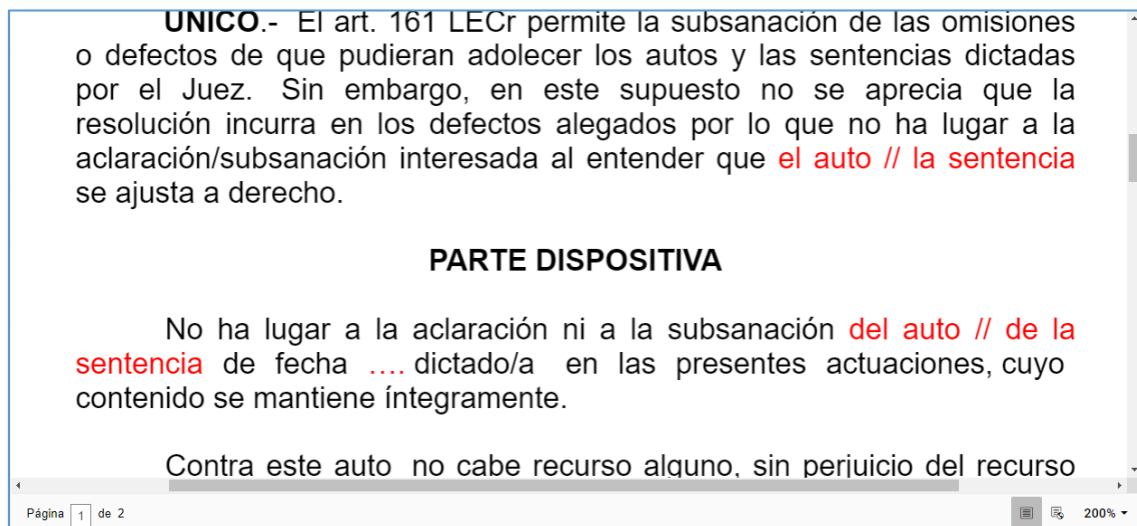 ÚNICO.- El art. 161 LECr permite la subsanación de las omisiones
o defectos de que pudieran adolecer los autos y las sentencias dictadas
por el Juez. Sin embargo, en este supuesto no se aprecia que la
resolución incurra en los defectos alegados por lo que no ha lugar a la
aclaración/subsanación interesada al entender que el auto // la sentencia
se ajusta a derecho.
PARTE DISPOSITIVA
No ha lugar a la aclaración ni a la subsanación del auto // de la
sentencia de fecha .... dictado/a en las presentes actuaciones, cuyo
contenido se mantiene íntegramente.
Contra este auto no cabe recurso alguno, sin perjuicio del recurso
Página 1 de 2 200%